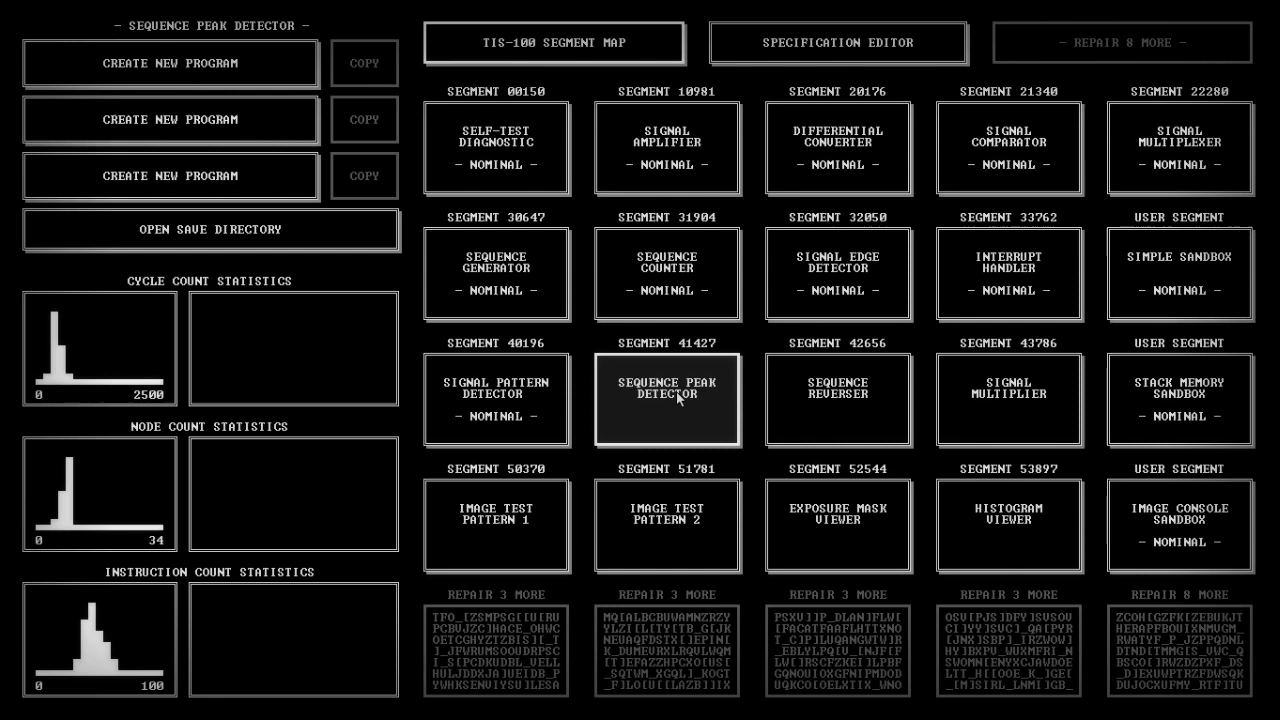 — SEQUENCE PEAK DETECTOR —
CREATE NEW PROGRAM
COPY
CREATE NEW PROGRAM
COPY
CREATE NEW PROGRAM
COPY
OPEN SAVE DIRECTORY
CYCLE COUNT STATISTICS
0 2500
NODE COUNT STATISTICS
0 34
INSTRUCTION COUNT STATISTICS
0 100
TIS-100 SEGMENT MAP
SPECIFICATION EDITOR
— REPAIR 8 MORE —
SEGMENT 00150
SELF-TEST
DIAGNOSTIC
— NOMINAL —
SEGMENT 10981
SIGNAL
AMPLIFIER
— NOMINAL —
SEGMENT 20176
DIFFERENTIAL
CONVERTER
— NOMINAL —
SEGMENT 21340
SIGNAL
COMPARATOR
— NOMINAL —
SEGMENT 22280
SIGNAL
MULTIPLEXER
— NOMINAL —
SEGMENT 30647
SEQUENCE
GENERATOR
— NOMINAL —
SEGMENT 31904
SEQUENCE
COUNTER
— NOMINAL —
SEGMENT 32050
SIGNAL EDGE
DETECTOR
— NOMINAL —
SEGMENT 33762
INTERRUPT
HANDLER
— NOMINAL —
USER SEGMENT
SIMPLE SANDBOX
— NOMINAL —
SEGMENT 40196
SIGNAL PATTERN
DETECTOR
— NOMINAL —
SEGMENT 41427
SEQUENCE PEAK
DETECTOR
SEGMENT 42656
SEQUENCE
REVERSER
SEGMENT 43786
SIGNAL
MULTIPLIER
USER SEGMENT
STACK MEMORY
SANDBOX
— NOMINAL —
SEGMENT 50370
IMAGE TEST
PATTERN 1
SEGMENT 51781
IMAGE TEST
PATTERN 2
SEGMENT 52544
EXPOSURE MASK
VIEWER
SEGMENT 53897
HISTOGRAM
VIEWER
USER SEGMENT
IMAGE CONSOLE
SANDBOX
— NOMINAL —
REPAIR 3 MORE
REPAIR 3 MORE
REPAIR 3 MORE
REPAIR 3 MORE
REPAIR 8 MORE